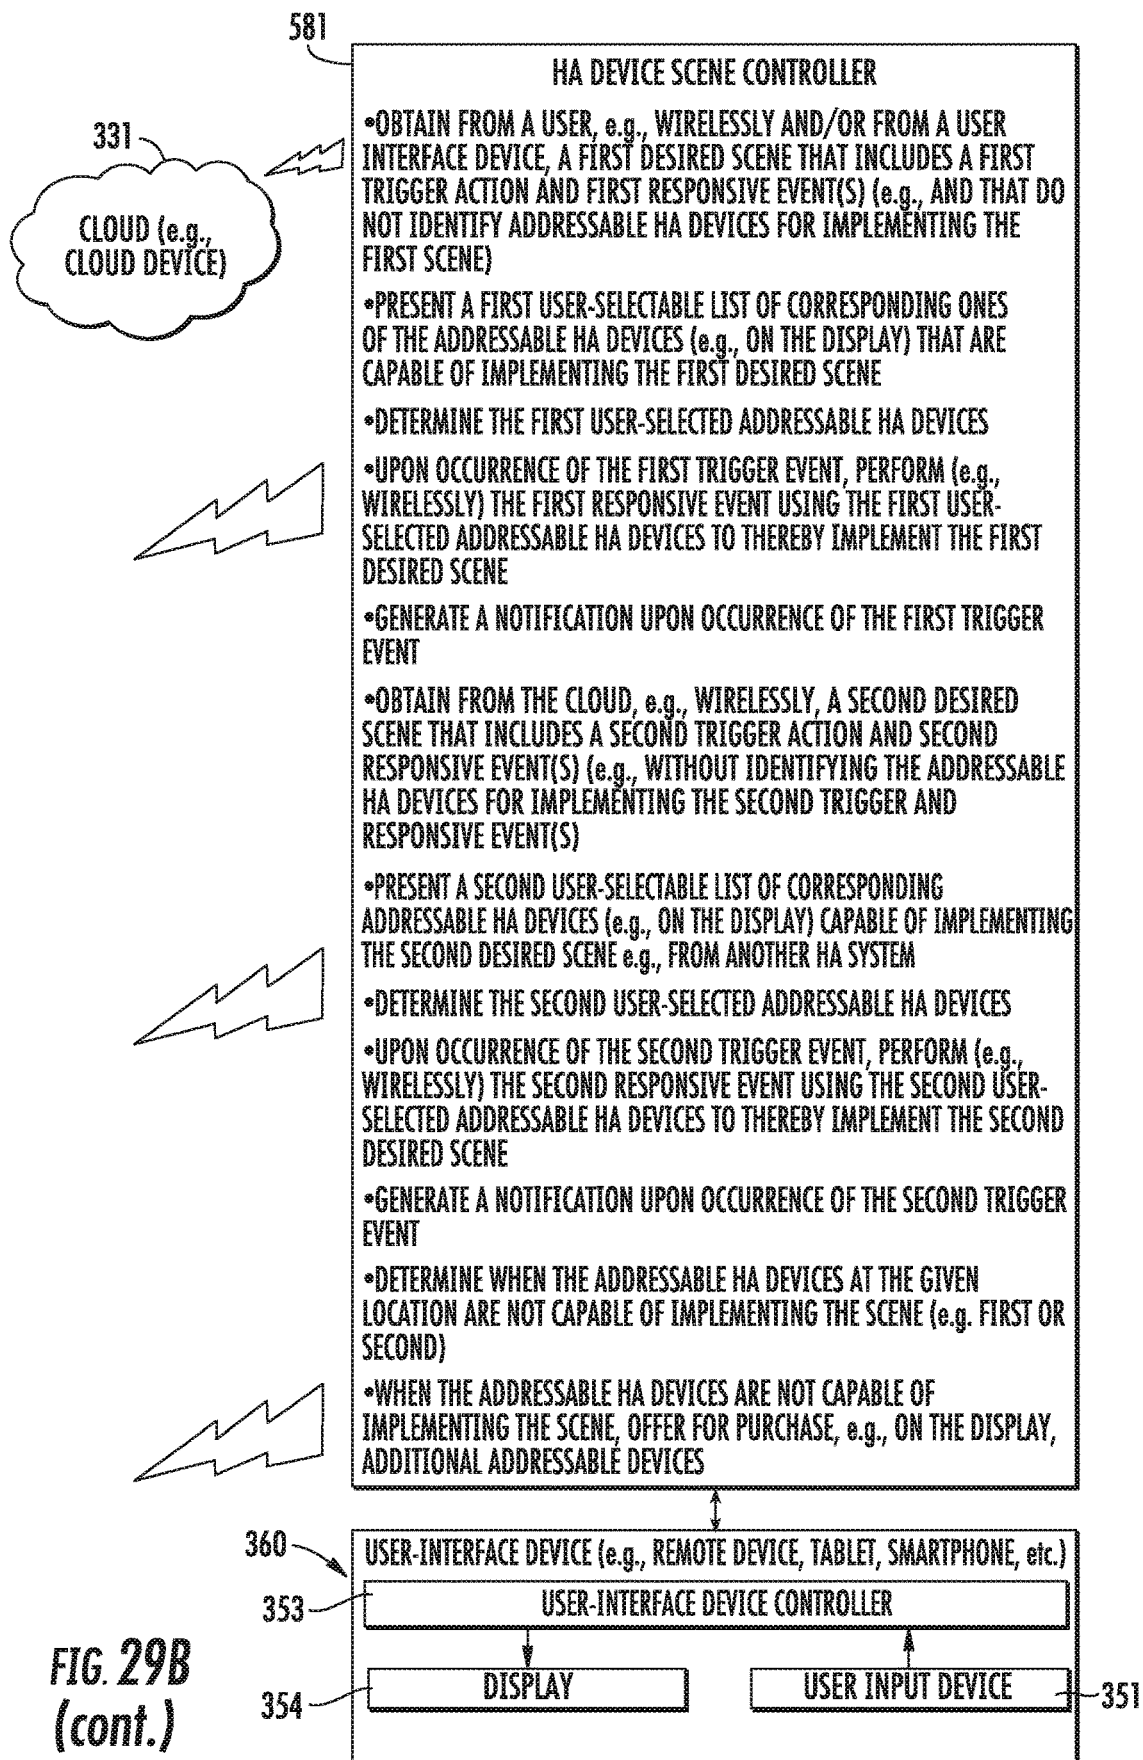 581
HA DEVICE SCENE CONTROLLER
•OBTAIN FROM A USER, e.g., WIRELESSLY AND/OR FROM A USER
INTERFACE DEVICE, A FIRST DESIRED SCENE THAT INCLUDES A FIRST
TRIGGER ACTION AND FIRST RESPONSIVE EVENT(S) (e.g., AND THAT DO
NOT IDENTIFY ADDRESSABLE HA DEVICES FOR IMPLEMENTING THE
FIRST SCENE)
331
CLOUD (e.g.,
CLOUD DEVICE)
•PRESENT A FIRST USER-SELECTABLE LIST OF CORRESPONDING ONES
OF THE ADDRESSABLE HA DEVICES (e.g., ON THE DISPLAY) THAT ARE
CAPABLE OF IMPLEMENTING THE FIRST DESIRED SCENE
•DETERMINE THE FIRST USER-SELECTED ADDRESSABLE HA DEVICES
•UPON OCCURRENCE OF THE FIRST TRIGGER EVENT, PERFORM (e.g.,
WIRELESSLY) THE FIRST RESPONSIVE EVENT USING THE FIRST USER-
SELECTED ADDRESSABLE HA DEVICES TO THEREBY IMPLEMENT THE FIRST
DESIRED SCENE
•GENERATE A NOTIFICATION UPON OCCURRENCE OF THE FIRST TRIGGER
EVENT
•OBTAIN FROM THE CLOUD, e.g., WIRELESSLY, A SECOND DESIRED
SCENE THAT INCLUDES A SECOND TRIGGER ACTION AND SECOND
RESPONSIVE EVENT(S) (e.g., WITHOUT IDENTIFYING THE ADDRESSABLE
HA DEVICES FOR IMPLEMENTING THE SECOND TRIGGER AND
RESPONSIVE EVENT(S)
•PRESENT A SECOND USER-SELECTABLE LIST OF CORRESPONDING
ADDRESSABLE HA DEVICES (e.g., ON THE DISPLAY) CAPABLE OF IMPLEMENTING
THE SECOND DESIRED SCENE e.g., FROM ANOTHER HA SYSTEM
•DETERMINE THE SECOND USER-SELECTED ADDRESSABLE HA DEVICES
•UPON OCCURRENCE OF THE SECOND TRIGGER EVENT, PERFORM (e.g.,
WIRELESSLY) THE SECOND RESPONSIVE EVENT USING THE SECOND USER-
SELECTED ADDRESSABLE HA DEVICES TO THEREBY IMPLEMENT THE SECOND
DESIRED SCENE
•GENERATE A NOTIFICATION UPON OCCURRENCE OF THE SECOND TRIGGER
EVENT
•DETERMINE WHEN THE ADDRESSABLE HA DEVICES AT THE GIVEN
LOCATION ARE NOT CAPABLE OF IMPLEMENTING THE SCENE (e.g. FIRST OR
SECOND)
•WHEN THE ADDRESSABLE HA DEVICES ARE NOT CAPABLE OF
IMPLEMENTING THE SCENE, OFFER FOR PURCHASE, e.g., ON THE DISPLAY,
ADDITIONAL ADDRESSABLE DEVICES
360
USER-INTERFACE DEVICE (e.g., REMOTE DEVICE, TABLET, SMARTPHONE, etc.)
353
USER-INTERFACE DEVICE CONTROLLER
354
DISPLAY
USER INPUT DEVICE
351
FIG. 29B
(cont.)